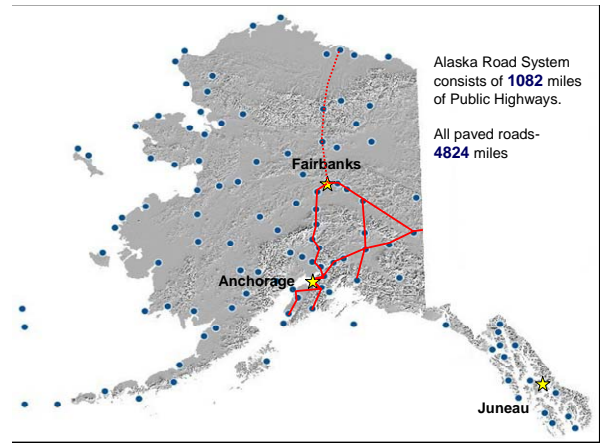 Alaska Road System
consists of 1082 miles
of Public Highways.
All paved roads-
4824 miles
Fairbanks
Anchorage
Juneau